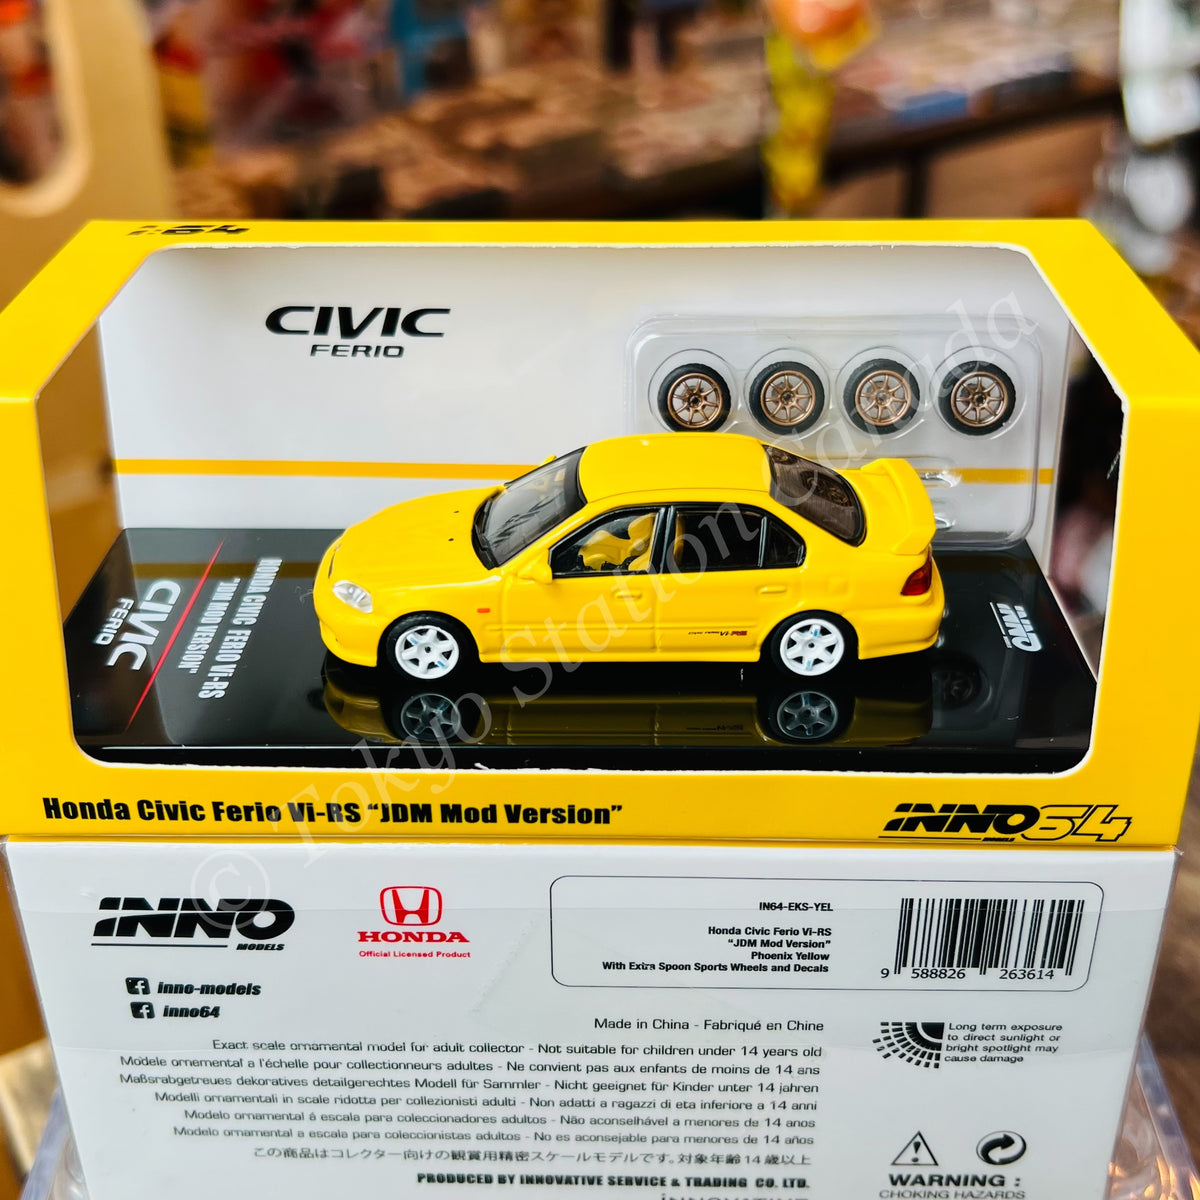 1:64
CIVIC
FERIO
CIVIC
FERIO
HONDA CIVIC FERIO Vi-RS
"JDM MOD VERSION"
CIVIC FERIO Vi-RS
INNO
Honda Civic Ferio Vi-RS “JDM Mod Version”
INNO64
MODELS
© Tokyo Station Canada
INNO
MODELS
HONDA
Official Licensed Product
inno-models
inno64
IN64-EKS-YEL
Honda Civic Ferio Vi-RS
“JDM Mod Version”
Phoenix Yellow
With Extra Spoon Sports Wheels and Decals
9 588826 263614
Made in China - Fabriqué en Chine
Exact scale ornamental model for adult collector - Not suitable for children under 14 years old
Modele ornemental a l'échelle pour collectionneurs adultes - Ne convient pas aux enfants de moins de 14 ans
Maßsrabgetreues dekoratives detailgerechtes Modell für Sammler - Nicht geeignet für Kinder unter 14 jahren
Modelli ornamentali in scale ridotta per collezionisti adulti - Non adatti a ragazzi di eta inferiore a 14 anni
Modelo ornamental á escala para coleccionadores adultos - Não aconselhável a menores de 14 anos
Modelo ornamental a escala para coleccionistas adultos - No es aconsejable para menores de 14 años
この商品はコレクター向けの観賞用精密スケールモデルです。対象年齢14歳以上
PRODUCED BY INNOVATIVE SERVICE & TRADING CO. LTD.
Long term exposure
to direct sunlight or
bright spotlight may
cause damage
WARNING :
CHOKING HAZARDS